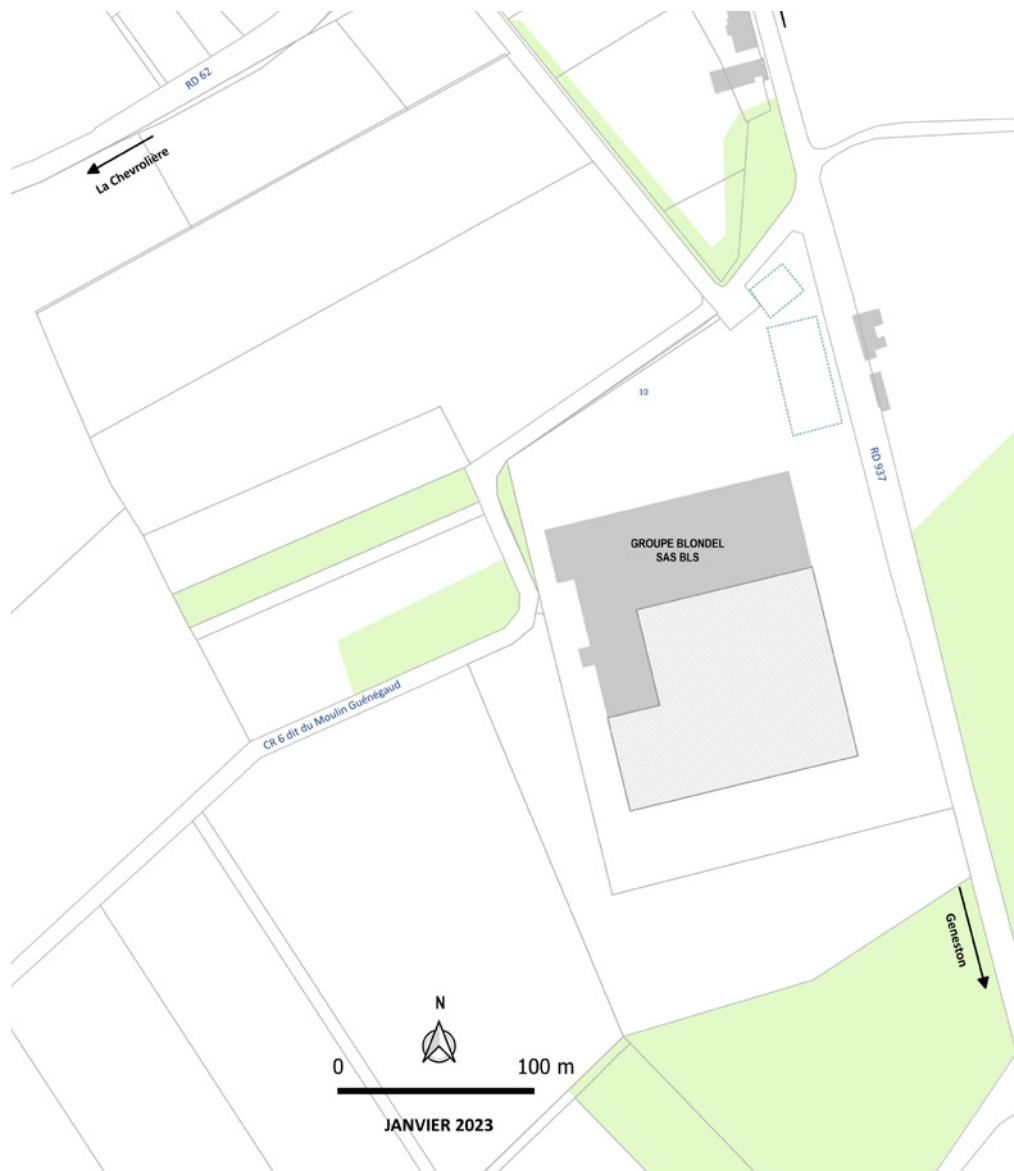 RD 62
La Chevrolière
10
RD 937
GROUPE BLONDEL
SAS BLS
CR 6 dit du Moulin Guénégaud
Geneston
N
0 100 m
JANVIER 2023